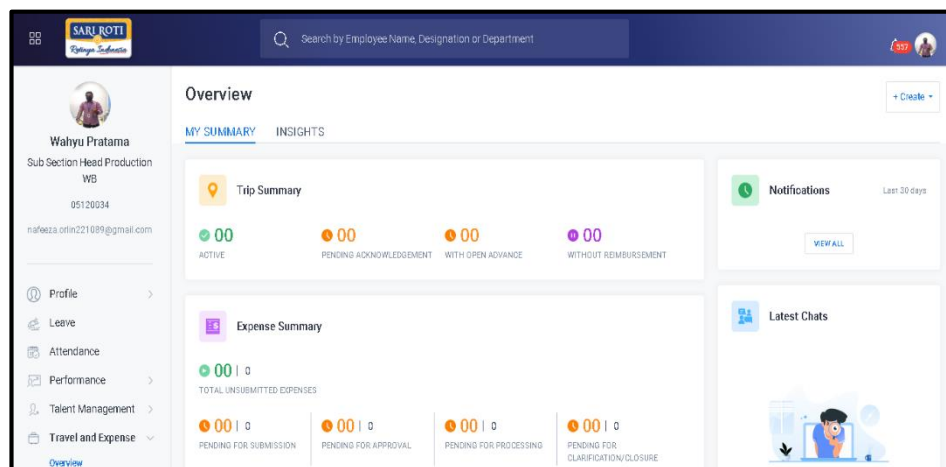 SARI ROTI
Rotinya Indonesia
Search by Employee Name, Designation or Department
557
Wahyu Pratama
Sub Section Head Production
WB
05120034
nafeeza.orlin221089@gmail.com
Profile
Leave
Attendance
Performance
Talent Management
Travel and Expense
Overview
Overview
+ Create
MY SUMMARY
INSIGHTS
Trip Summary
00
ACTIVE
00
PENDING ACKNOWLEDGEMENT
00
WITH OPEN ADVANCE
00
WITHOUT REIMBURSEMENT
Expense Summary
00 | 0
TOTAL UNSUBMITTED EXPENSES
00 | 0
PENDING FOR SUBMISSION
00 | 0
PENDING FOR APPROVAL
00 | 0
PENDING FOR PROCESSING
00 | 0
PENDING FOR
CLARIFICATION/CLOSURE
Notifications
Last 30 days
VIEW ALL
Latest Chats